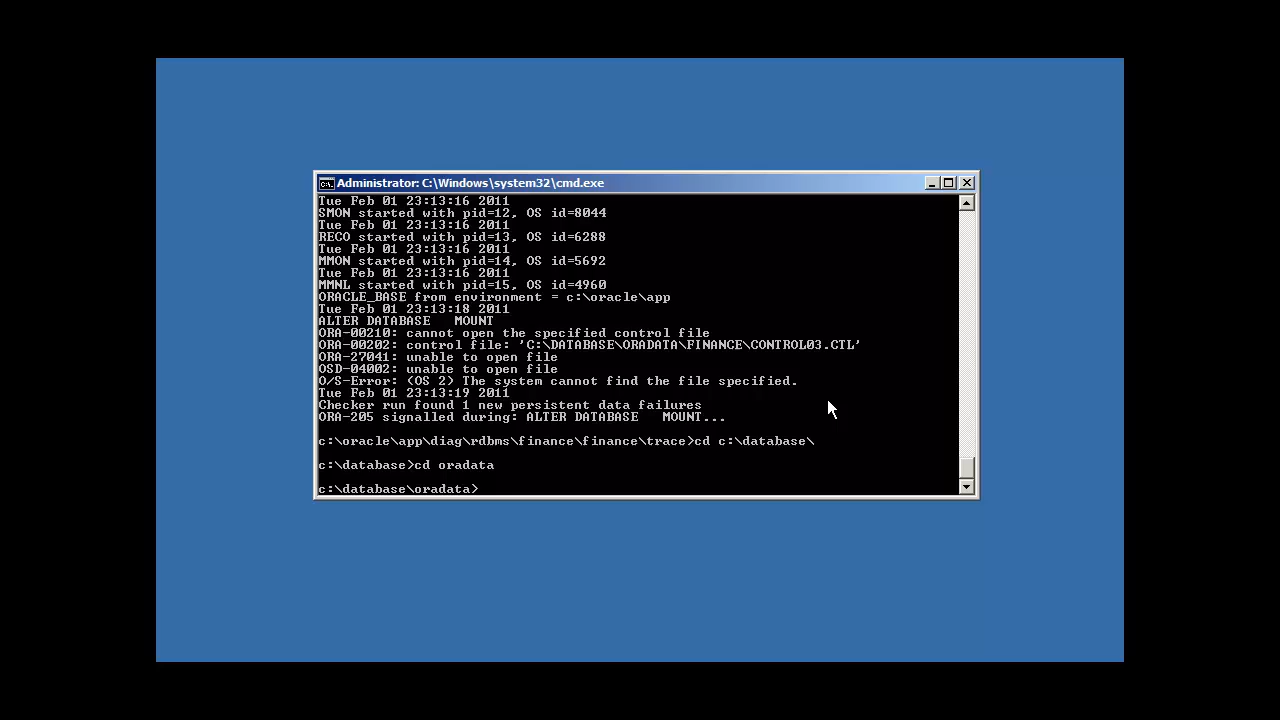 Administrator: C:\Windows\system32\cmd.exe
Tue Feb 01 23:13:16 2011
SMON started with pid=12, OS id=8044
Tue Feb 01 23:13:16 2011
RECO started with pid=13, OS id=6288
Tue Feb 01 23:13:16 2011
MMON started with pid=14, OS id=5692
Tue Feb 01 23:13:16 2011
MMNL started with pid=15, OS id=4960
ORACLE_BASE from environment = c:\oracle\app
Tue Feb 01 23:13:18 2011
ALTER DATABASE   MOUNT
ORA-00210: cannot open the specified control file
ORA-00202: control file: 'C:\DATABASE\ORADATA\FINANCE\CONTROL03.CTL'
ORA-27041: unable to open file
OSD-04002: unable to open file
O/S-Error: (OS 2) The system cannot find the file specified.
Tue Feb 01 23:13:19 2011
Checker run found 1 new persistent data failures
ORA-205 signalled during: ALTER DATABASE   MOUNT...
c:\oracle\app\diag\rdbms\finance\finance\trace>cd c:\database\
c:\database>cd oradata
c:\database\oradata>